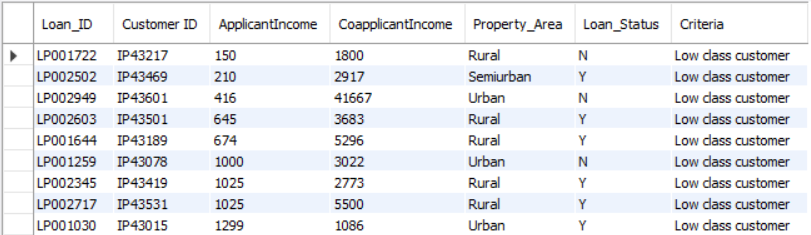 Loan_ID Customer ID ApplicantIncome CoapplicantIncome Property_Area Loan_Status Criteria
LP001722 IP43217 150 1800 Rural N Low class customer
LP002502 IP43469 210 2917 Semiurban Y Low class customer
LP002949 IP43601 416 41667 Urban N Low class customer
LP002603 IP43501 645 3683 Rural Y Low class customer
LP001644 IP43189 674 5296 Rural Y Low class customer
LP001259 IP43078 1000 3022 Urban N Low class customer
LP002345 IP43419 1025 2773 Rural Y Low class customer
LP002717 IP43531 1025 5500 Rural Y Low class customer
LP001030 IP43015 1299 1086 Urban Y Low class customer